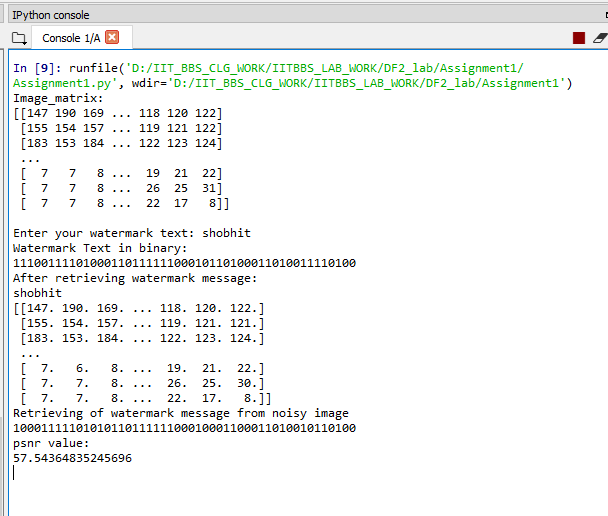 IPython console
Console 1/A
In [9]: runfile('D:/IIT_BBS_CLG_WORK/IITBBS_LAB_WORK/DF2_lab/Assignment1/
Assignment1.py', wdir='D:/IIT_BBS_CLG_WORK/IITBBS_LAB_WORK/DF2_lab/Assignment1')
Image_matrix:
[[147 190 169 ... 118 120 122]
 [155 154 157 ... 119 121 122]
 [183 153 184 ... 122 123 124]
 ...
 [  7   7   8 ...  19  21  22]
 [  7   7   8 ...  26  25  31]
 [  7   7   8 ...  22  17   8]]
Enter your watermark text: shobhit
Watermark Text in binary:
1110011110100011011111100010110100011010011110100
After retrieving watermark message:
shobhit
[[147. 190. 169. ... 118. 120. 122.]
 [155. 154. 157. ... 119. 121. 121.]
 [183. 153. 184. ... 122. 123. 124.]
 ...
 [  7.   6.   8. ...  19.  21.  22.]
 [  7.   7.   8. ...  26.  25.  30.]
 [  7.   7.   8. ...  22.  17.   8.]]
Retrieving of watermark message from noisy image
1000111110101011011111100010001100011010010110100
psnr value:
57.54364835245696